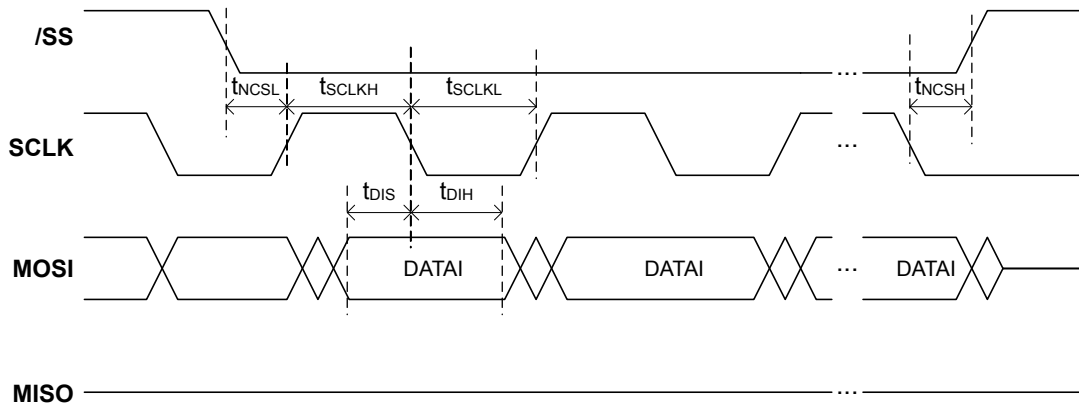 /SS
...
tNCSL
tSCLKH
tSCLKL
tNCSH
SCLK
...
tDIS
tDIH
MOSI
DATAI
DATAI
...
DATAI
MISO
...